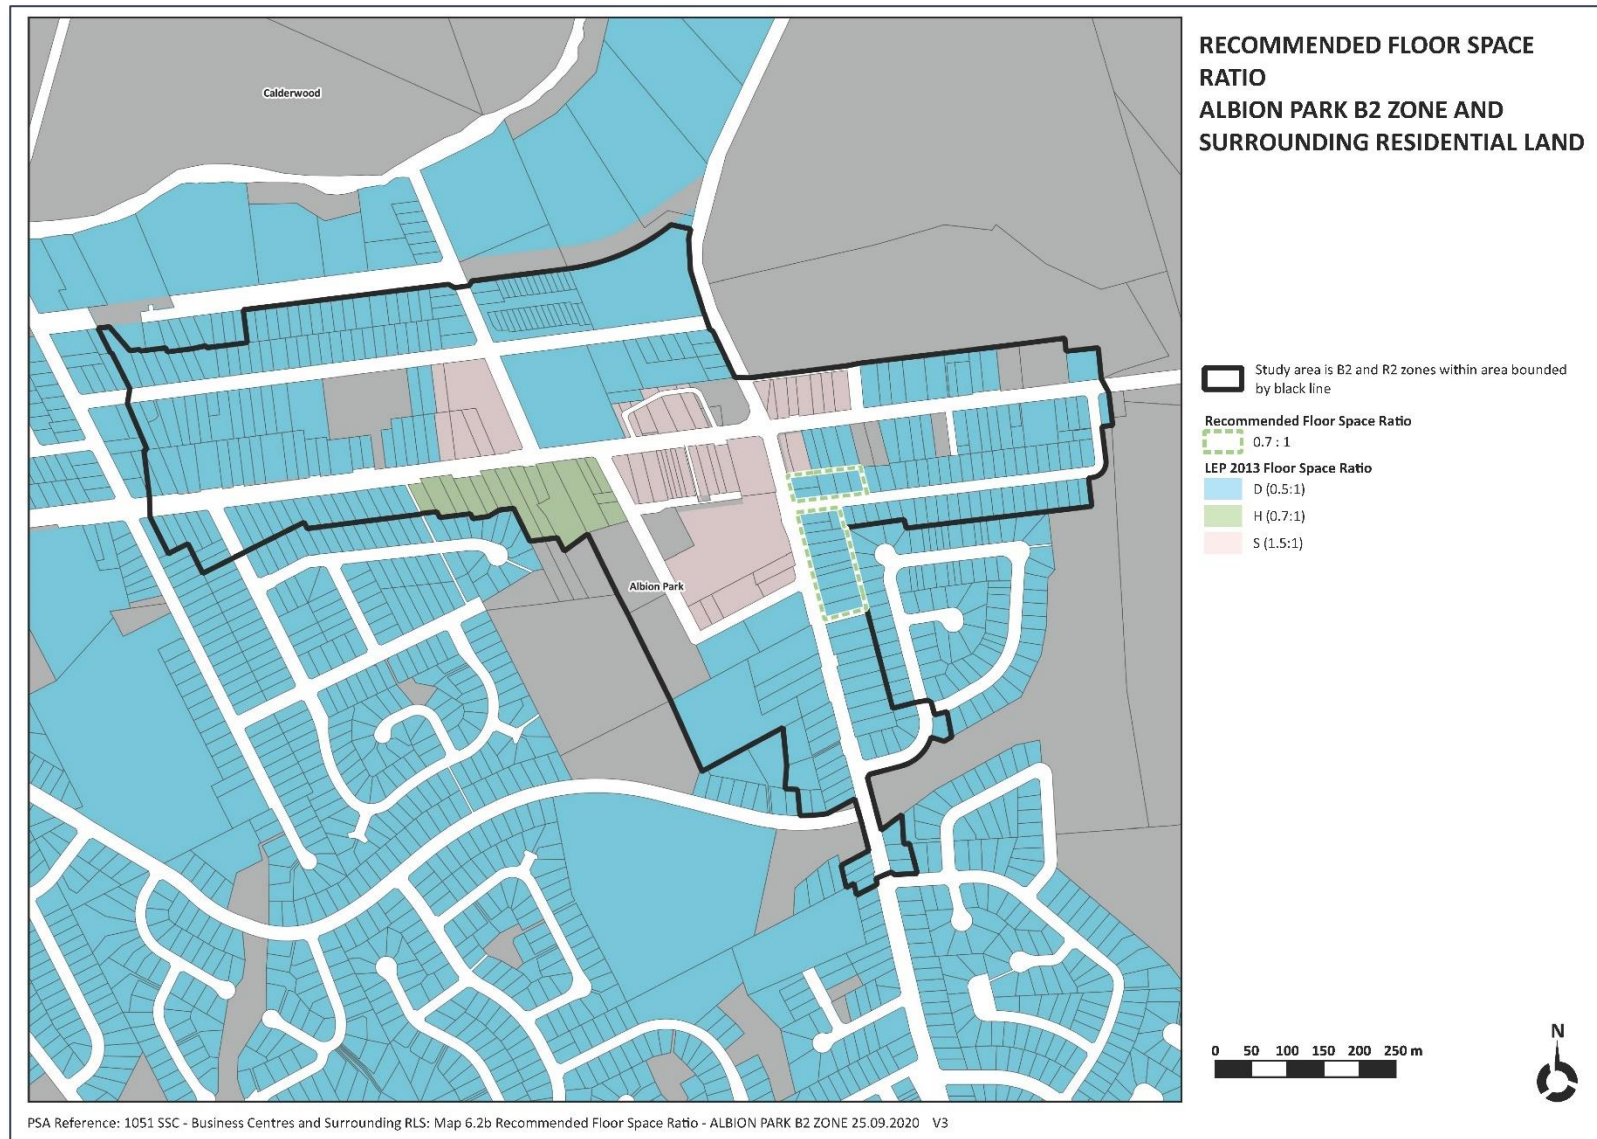 RECOMMENDED FLOOR SPACE
RATIO
ALBION PARK B2 ZONE AND
SURROUNDING RESIDENTIAL LAND
Calderwood
Albion Park
Study area is B2 and R2 zones within area bounded
by black line
Recommended Floor Space Ratio
0.7 : 1
LEP 2013 Floor Space Ratio
D (0.5:1)
H (0.7:1)
S (1.5:1)
0 50 100 150 200 250 m
N
PSA Reference: 1051 SSC - Business Centres and Surrounding RLS: Map 6.2b Recommended Floor Space Ratio - ALBION PARK B2 ZONE 25.09.2020 V3